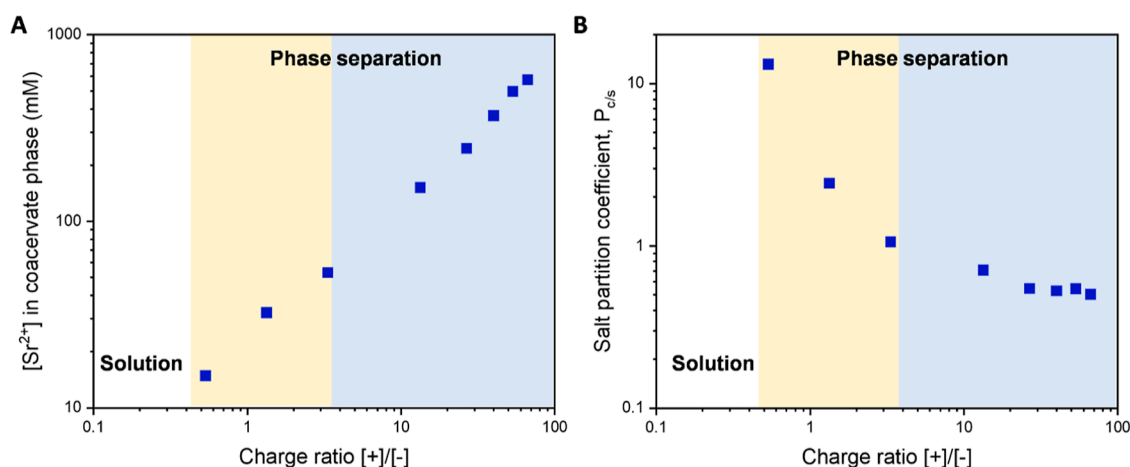 A
Phase separation
Solution
[Sr²⁺] in coacervate phase (mM)
1000
100
10
0.1
1
10
100
Charge ratio [+]/[-]
B
Phase separation
Solution
Salt partition coefficient, P꜀/ₛ
10
1
0.1
0.1
1
10
100
Charge ratio [+]/[-]